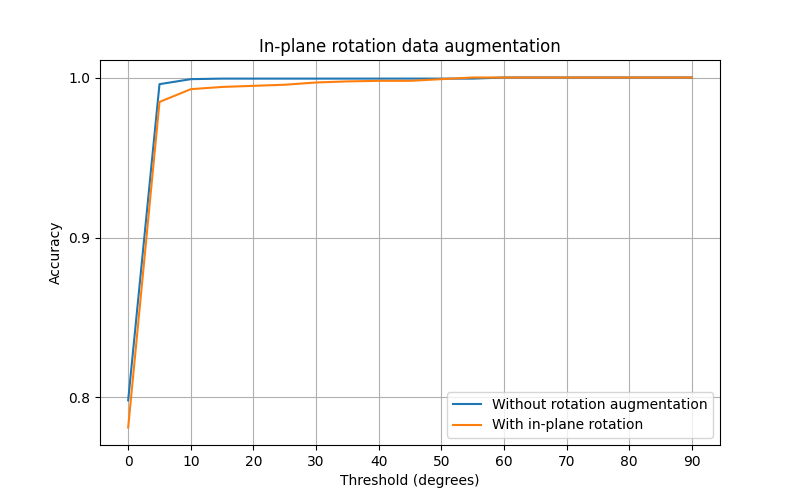 In-plane rotation data augmentation
1.0
0.9
0.8
Accuracy
0 10 20 30 40 50 60 70 80 90
Threshold (degrees)
Without rotation augmentation
With in-plane rotation